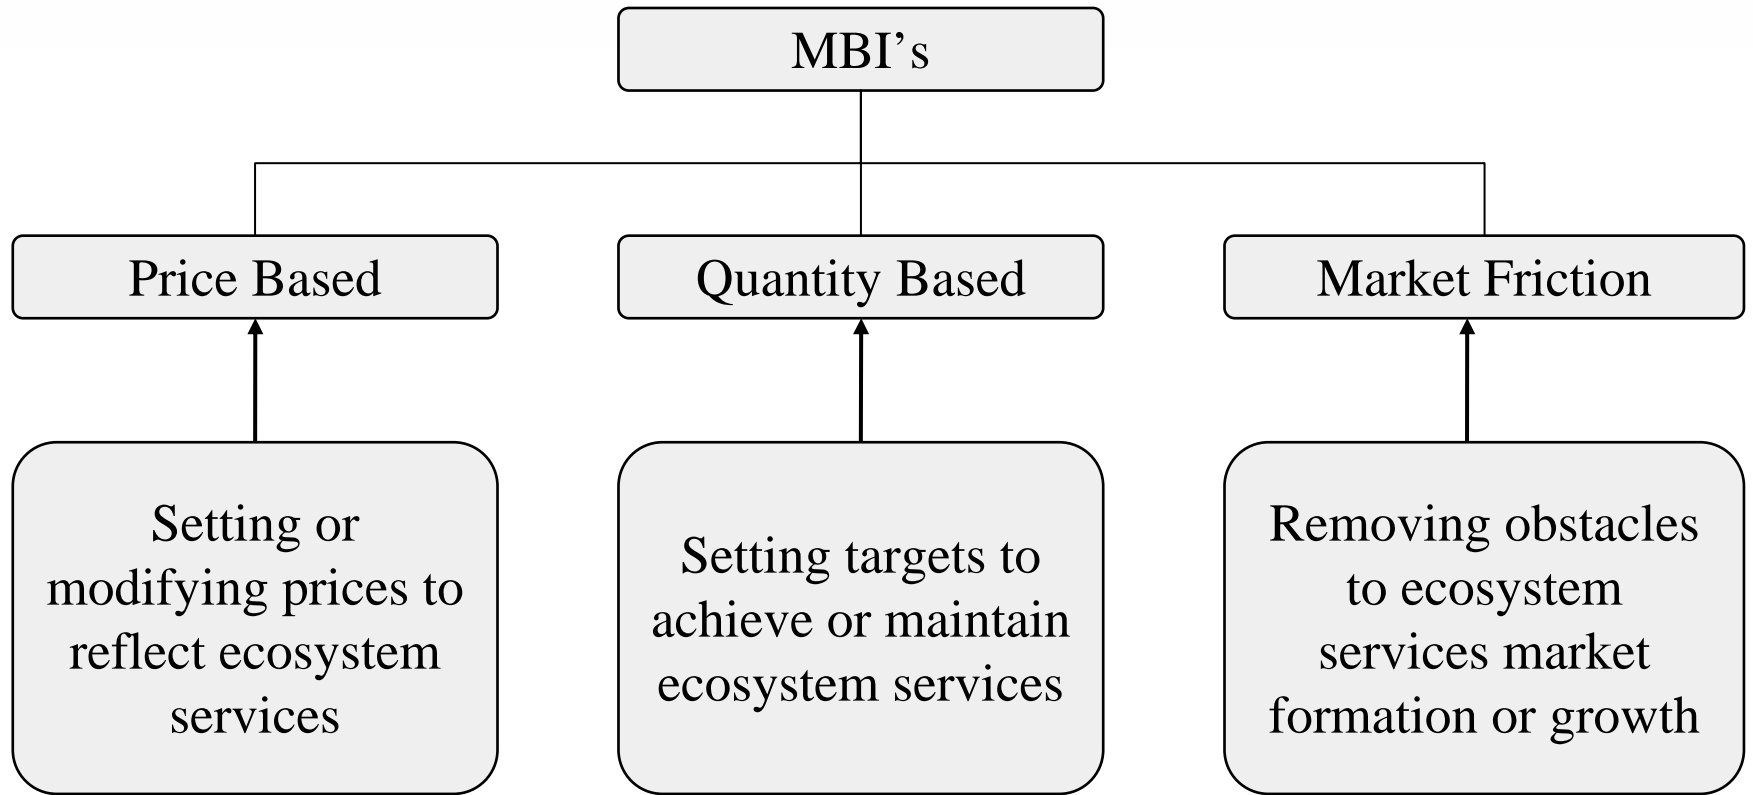 MBI’s
Price Based
Quantity Based
Market Friction
Setting or
modifying prices to
reflect ecosystem
services
Setting targets to
achieve or maintain
ecosystem services
Removing obstacles
to ecosystem
services market
formation or growth